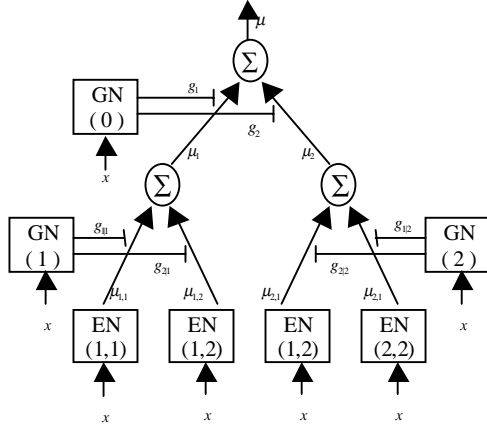 μ
Σ
GN
(0)
g1
g2
x
μ1
μ2
Σ
Σ
GN
(1)
g1|1
g2|1
g1|2
g2|2
GN
(2)
x
x
μ1,1
μ1,2
μ2,1
μ2,1
EN
(1,1)
EN
(1,2)
EN
(1,2)
EN
(2,2)
x
x
x
x